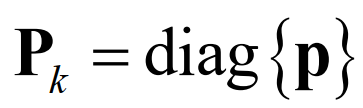 P_k = diag{p}